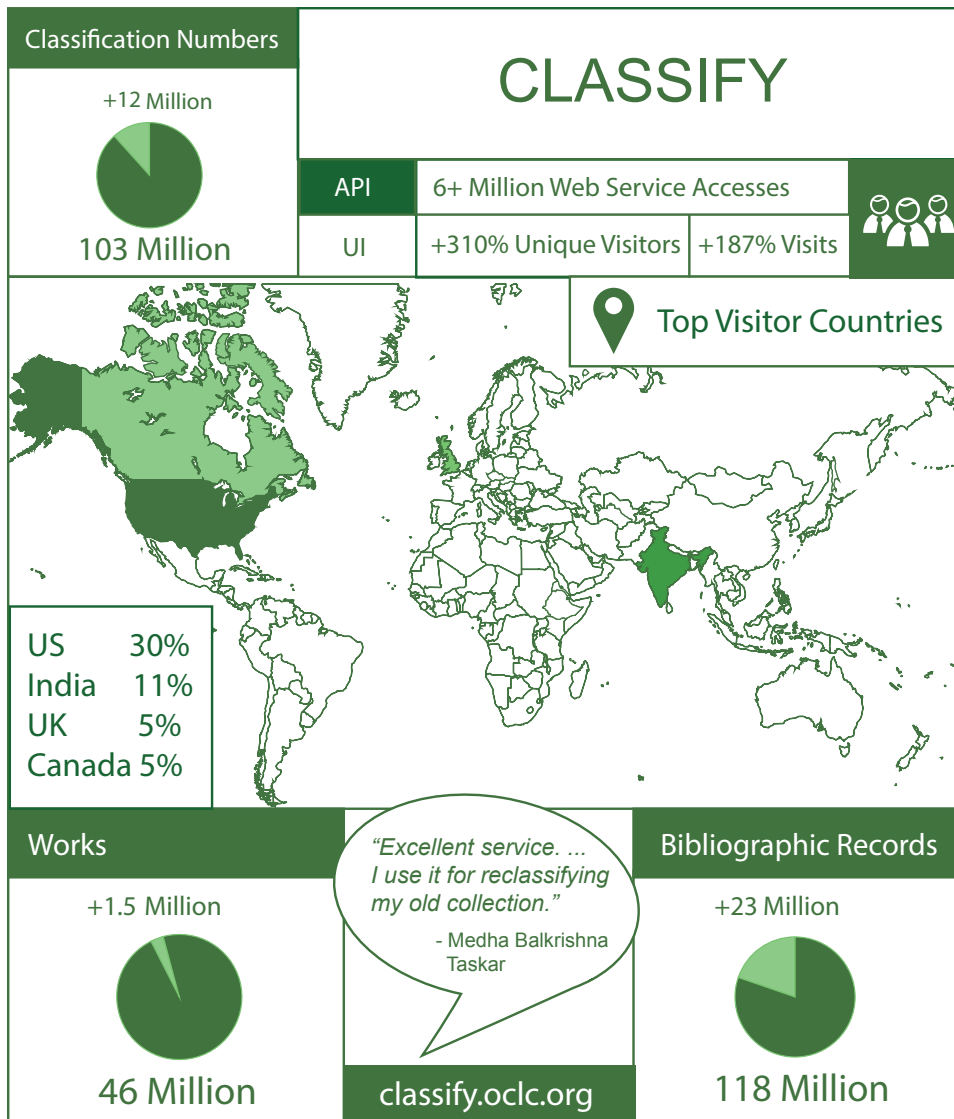 Classification Numbers
+12 Million
103 Million
CLASSIFY
API
6+ Million Web Service Accesses
UI
+310% Unique Visitors
+187% Visits
Top Visitor Countries
US 30%
India 11%
UK 5%
Canada 5%
Works
+1.5 Million
46 Million
“Excellent service. ...
I use it for reclassifying
my old collection.”
- Medha Balkrishna
Taskar
classify.oclc.org
Bibliographic Records
+23 Million
118 Million